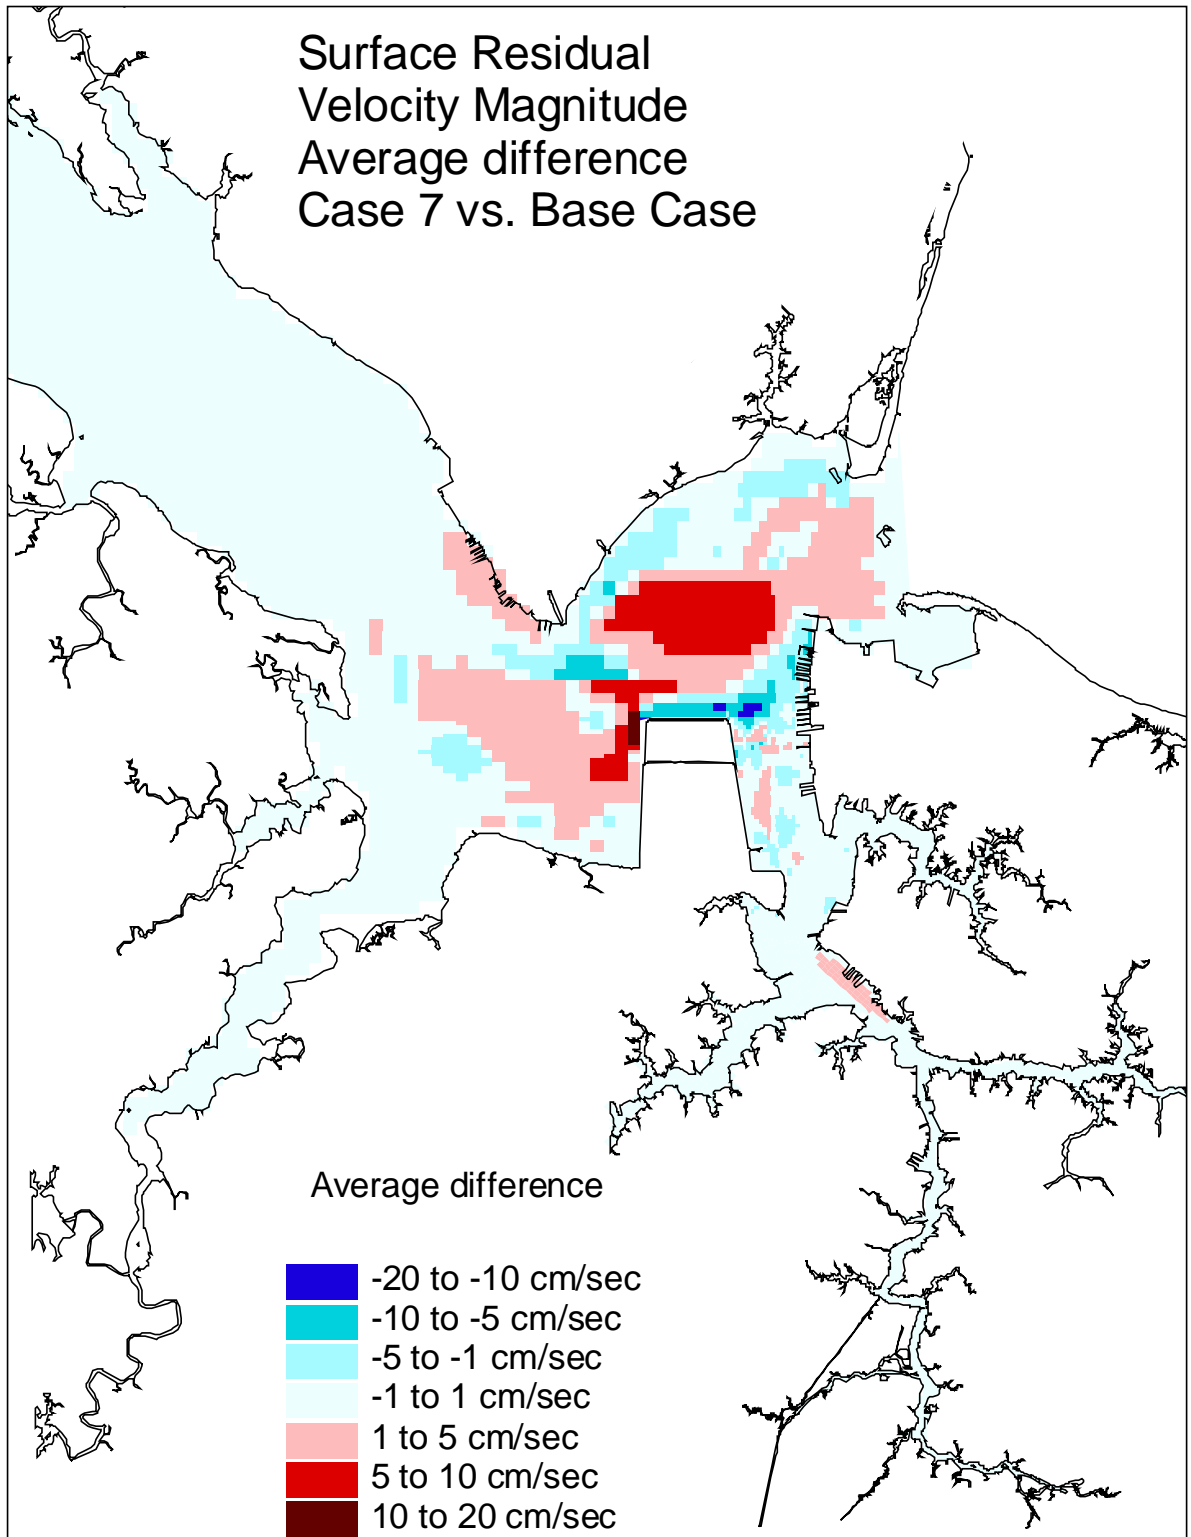 Surface Residual
Velocity Magnitude
Average difference
Case 7 vs. Base Case
Average difference
-20 to -10 cm/sec
-10 to -5 cm/sec
-5 to -1 cm/sec
-1 to 1 cm/sec
1 to 5 cm/sec
5 to 10 cm/sec
10 to 20 cm/sec